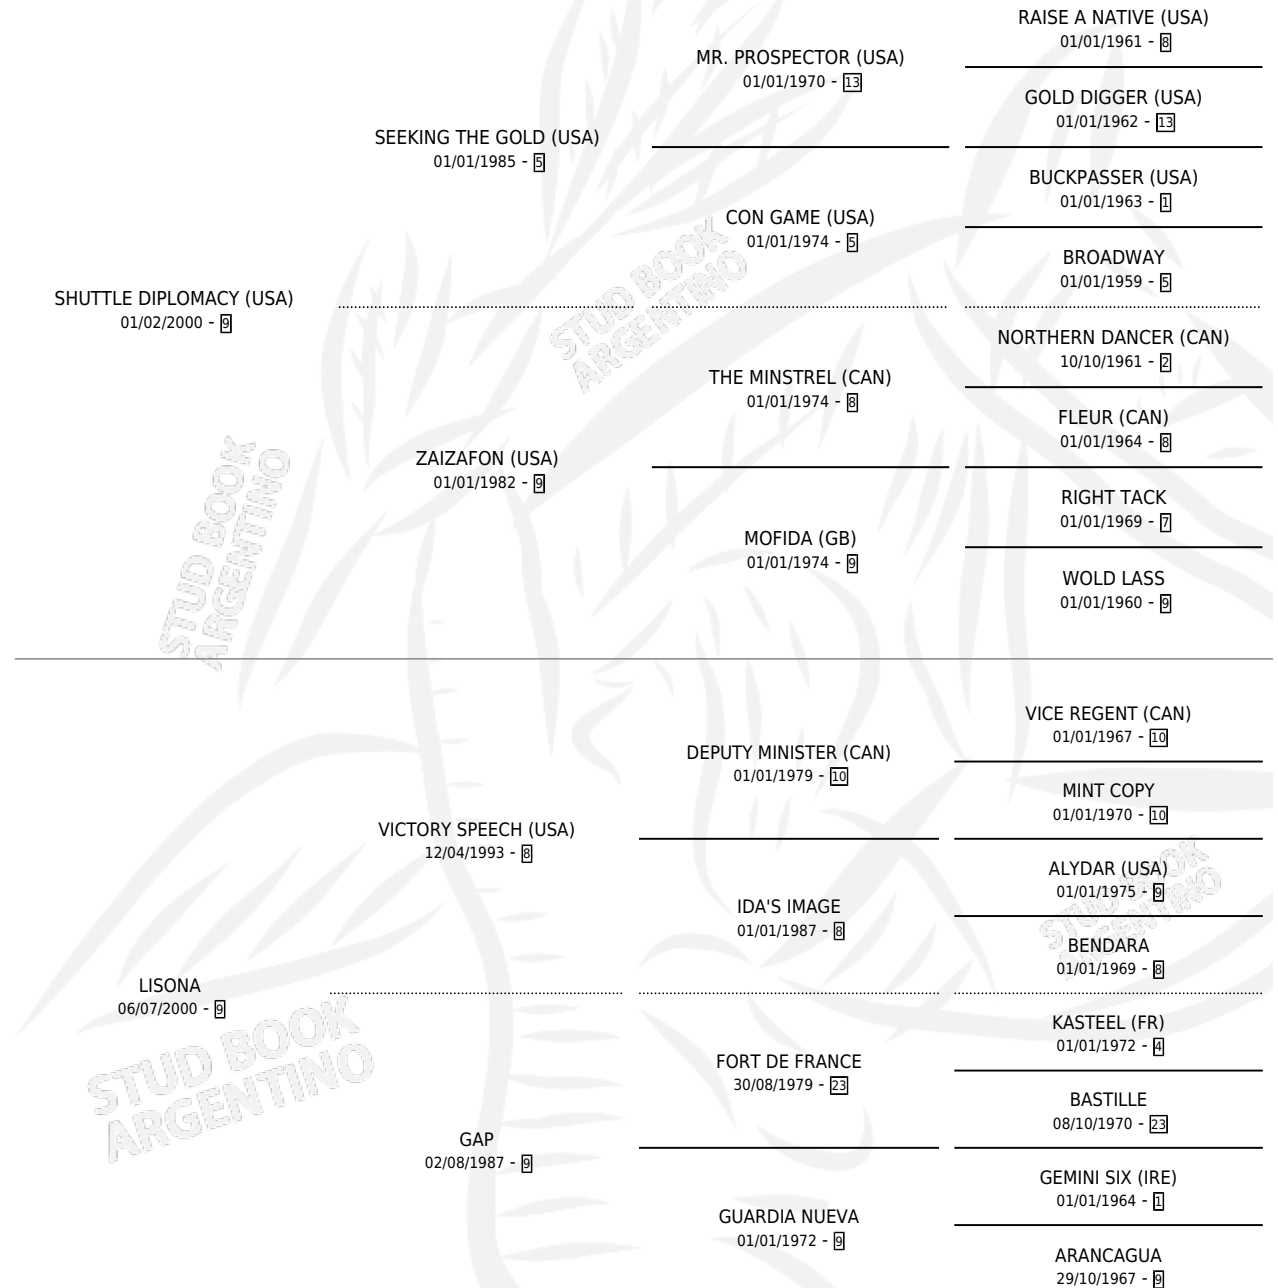 RAISE A NATIVE (USA)
01/01/1961 - 8
MR. PROSPECTOR (USA)
01/01/1970 - 13
GOLD DIGGER (USA)
01/01/1962 - 13
SEEKING THE GOLD (USA)
01/01/1985 - 5
BUCKPASSER (USA)
01/01/1963 - 1
CON GAME (USA)
01/01/1974 - 5
BROADWAY
01/01/1959 - 5
SHUTTLE DIPLOMACY (USA)
01/02/2000 - 9
NORTHERN DANCER (CAN)
10/10/1961 - 2
THE MINSTREL (CAN)
01/01/1974 - 8
FLEUR (CAN)
01/01/1964 - 8
ZAIZAFON (USA)
01/01/1982 - 9
RIGHT TACK
01/01/1969 - 7
MOFIDA (GB)
01/01/1974 - 9
WOLD LASS
01/01/1960 - 9
VICE REGENT (CAN)
01/01/1967 - 10
DEPUTY MINISTER (CAN)
01/01/1979 - 10
MINT COPY
01/01/1970 - 10
VICTORY SPEECH (USA)
12/04/1993 - 8
ALYDAR (USA)
01/01/1975 - 9
IDA'S IMAGE
01/01/1987 - 8
BENDARA
01/01/1969 - 8
LISONA
06/07/2000 - 9
KASTEEL (FR)
01/01/1972 - 4
FORT DE FRANCE
30/08/1979 - 23
BASTILLE
08/10/1970 - 23
GAP
02/08/1987 - 9
GEMINI SIX (IRE)
01/01/1964 - 1
GUARDIA NUEVA
01/01/1972 - 9
ARANCAGUA
29/10/1967 - 9
STUD BOOK
ARGENTINO
STUD BOOK
ARGENTINO
STUD BOOK
ARGENTINO
STUD BOOK
ARGENTINO